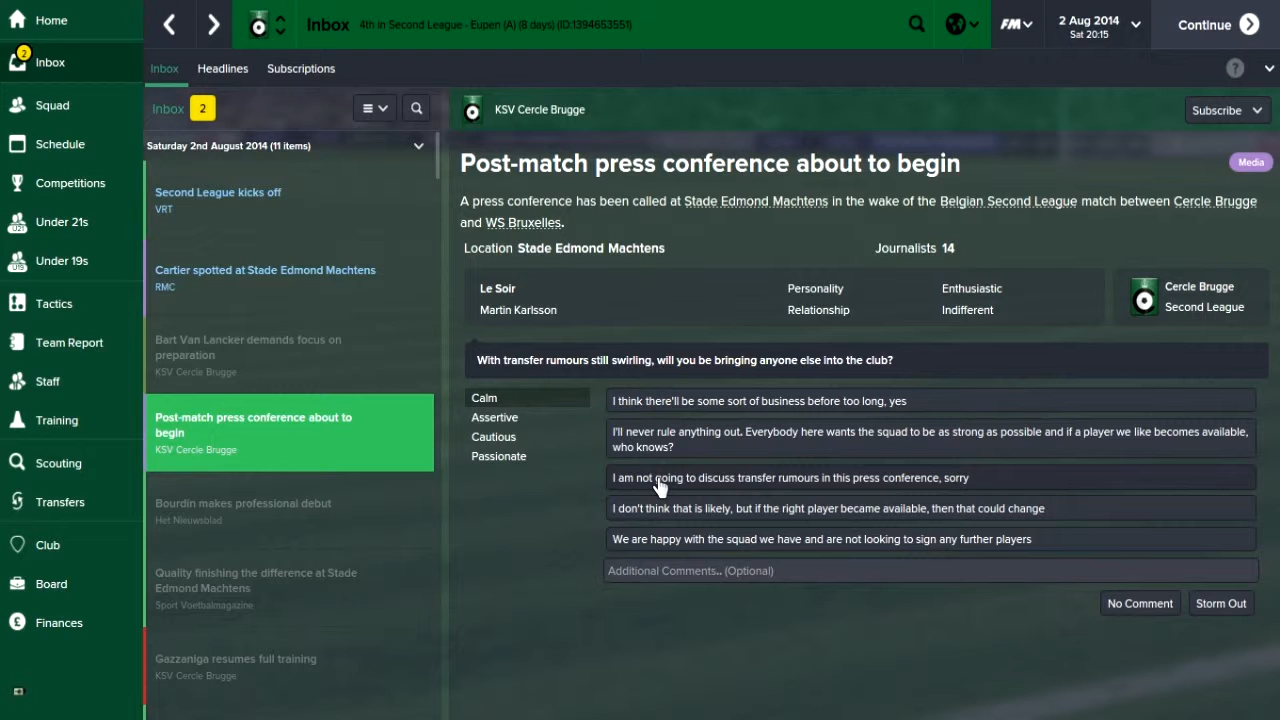 Home
Inbox 4th in Second League - Eupen (A) (8 days) (ID:1394653551)
FM
2 Aug 2014
Sat 20:15
Continue
2
Inbox
Squad
Schedule
Competitions
Under 21s
Under 19s
Tactics
Team Report
Staff
Training
Scouting
Transfers
Club
Board
Finances
Inbox Headlines Subscriptions
?
Inbox 2
Saturday 2nd August 2014 (11 items)
Second League kicks off
VRT
Cartier spotted at Stade Edmond Machtens
RMC
Bart Van Lancker demands focus on
preparation
KSV Cercle Brugge
Post-match press conference about to
begin
KSV Cercle Brugge
Bourdin makes professional debut
Het Nieuwsblad
Quality finishing the difference at Stade
Edmond Machtens
Sport Voetbalmagazine
Gazzaniga resumes full training
KSV Cercle Brugge
KSV Cercle Brugge
Subscribe
Post-match press conference about to begin
Media
A press conference has been called at Stade Edmond Machtens in the wake of the Belgian Second League match between Cercle Brugge
and WS Bruxelles.
Location Stade Edmond Machtens Journalists 14
Le Soir Personality Enthusiastic
Martin Karlsson Relationship Indifferent
Cercle Brugge
Second League
With transfer rumours still swirling, will you be bringing anyone else into the club?
Calm
Assertive
Cautious
Passionate
I think there'll be some sort of business before too long, yes
I'll never rule anything out. Everybody here wants the squad to be as strong as possible and if a player we like becomes available,
who knows?
I am not going to discuss transfer rumours in this press conference, sorry
I don't think that is likely, but if the right player became available, then that could change
We are happy with the squad we have and are not looking to sign any further players
Additional Comments.. (Optional)
No Comment Storm Out